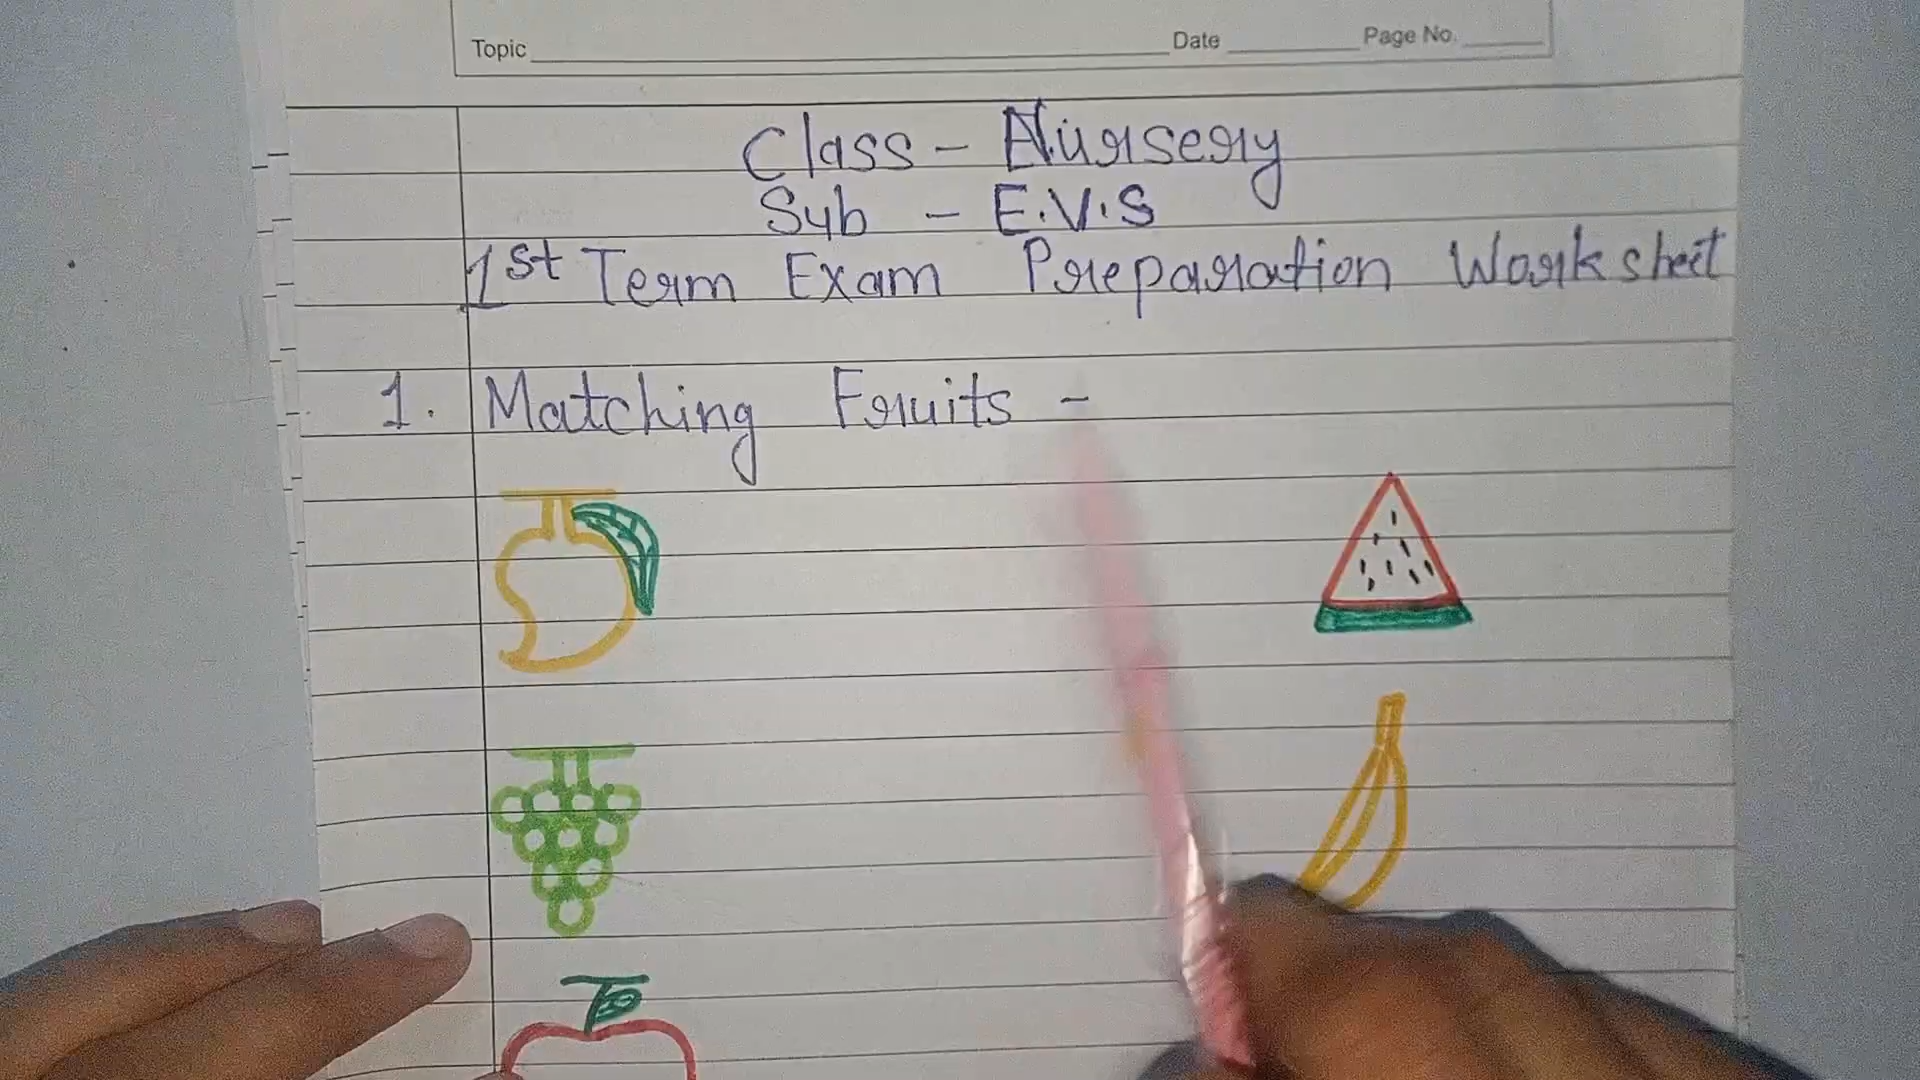 Topic Date Page No.
Class - Nursery
Sub - E.V.S
1st Term Exam Preparation Worksheet
1. Matching Fruits -